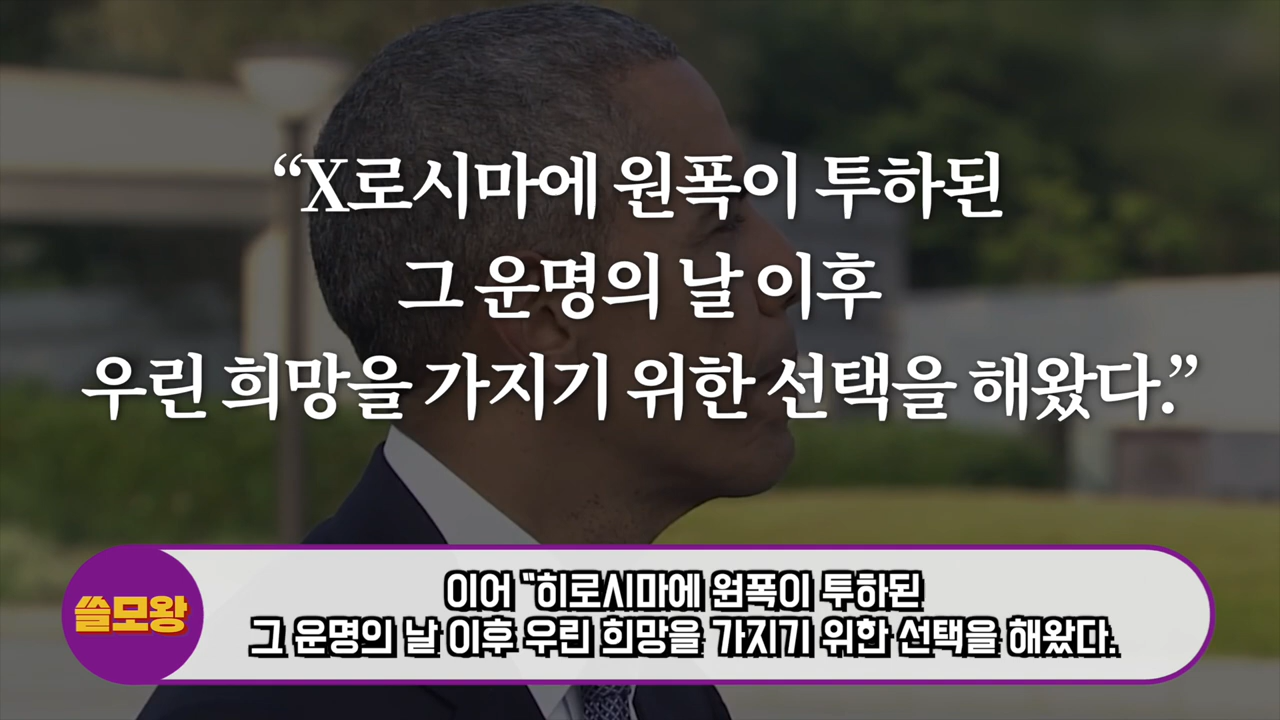 “X로시마에 원폭이 투하된
그 운명의 날 이후
우린 희망을 가지기 위한 선택을 해왔다.”
쓸모왕
이어 “히로시마에 원폭이 투하된
그 운명의 날 이후 우린 희망을 가지기 위한 선택을 해왔다.